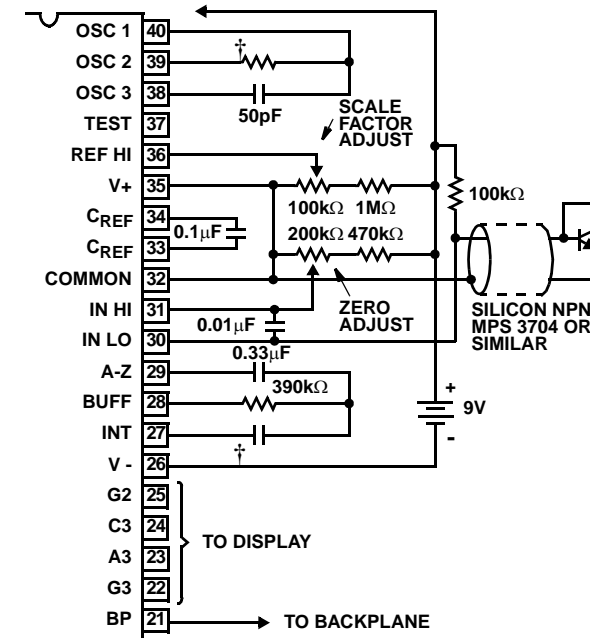 OSC 1 40
OSC 2 39 †
OSC 3 38
50pF
TEST 37
SCALE
FACTOR
ADJUST
REF HI 36
V+ 35
100kΩ 1MΩ
100kΩ
CREF 34
0.1µF
200kΩ 470kΩ
CREF 33
COMMON 32
IN HI 31
0.01µF
ZERO
ADJUST
SILICON NPN
MPS 3704 OR
SIMILAR
IN LO 30
0.33µF
A-Z 29
390kΩ
BUFF 28
+
9V
-
INT 27
†
V - 26
G2 25
C3 24
TO DISPLAY
A3 23
G3 22
BP 21
TO BACKPLANE